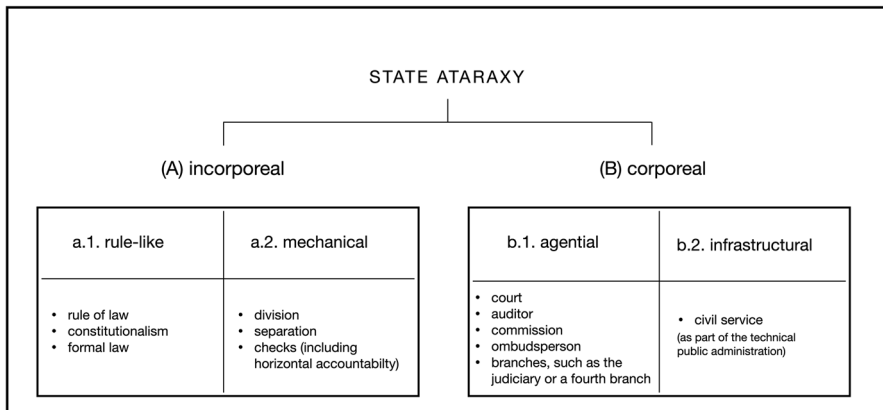 STATE ATARAXY
(A) incorporeal
(B) corporeal
a.1. rule-like
a.2. mechanical
• rule of law
• constitutionalism
• formal law
• division
• separation
• checks (including
horizontal accountabilty)
b.1. agential
b.2. infrastructural
• court
• auditor
• commission
• ombudsperson
• branches, such as the
judiciary or a fourth branch
• civil service
(as part of the technical
public administration)